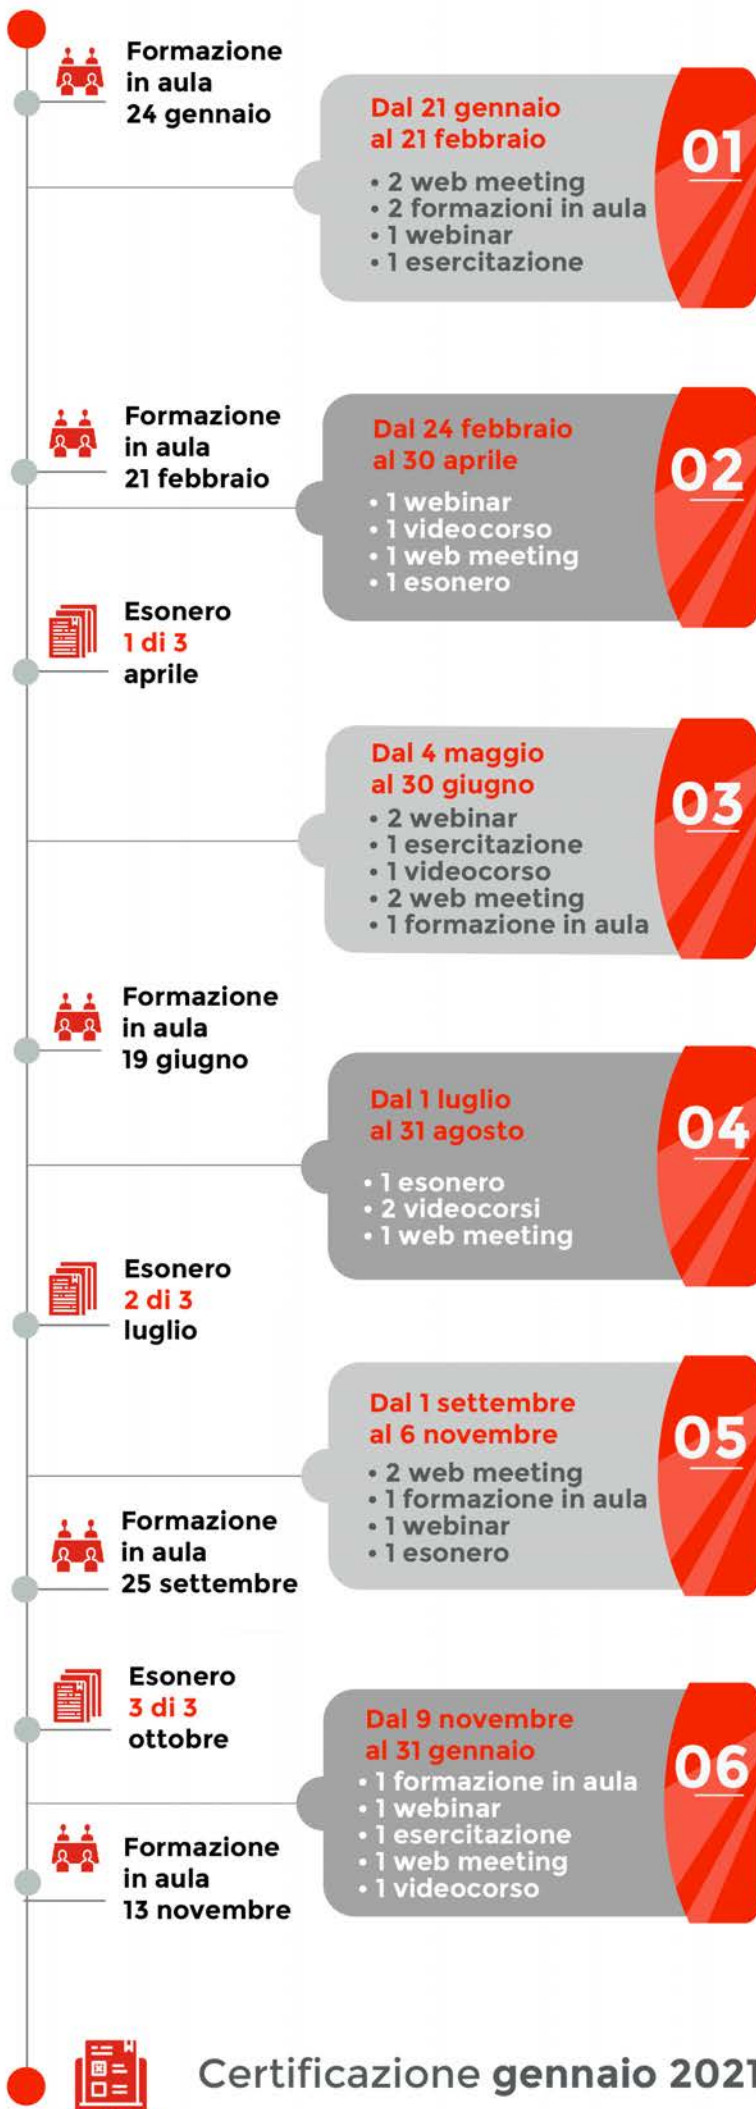 Formazione
in aula
24 gennaio
Dal 21 gennaio
al 21 febbraio
• 2 web meeting
• 2 formazioni in aula
• 1 webinar
• 1 esercitazione
01
Formazione
in aula
21 febbraio
Dal 24 febbraio
al 30 aprile
• 1 webinar
• 1 videocorso
• 1 web meeting
• 1 esonero
02
Esonero
1 di 3
aprile
Dal 4 maggio
al 30 giugno
• 2 webinar
• 1 esercitazione
• 1 videocorso
• 2 web meeting
• 1 formazione in aula
03
Formazione
in aula
19 giugno
Dal 1 luglio
al 31 agosto
• 1 esonero
• 2 videocorsi
• 1 web meeting
04
Esonero
2 di 3
luglio
Dal 1 settembre
al 6 novembre
• 2 web meeting
• 1 formazione in aula
• 1 webinar
• 1 esonero
05
Formazione
in aula
25 settembre
Esonero
3 di 3
ottobre
Dal 9 novembre
al 31 gennaio
• 1 formazione in aula
• 1 webinar
• 1 esercitazione
• 1 web meeting
• 1 videocorso
06
Formazione
in aula
13 novembre
Certificazione gennaio 2021